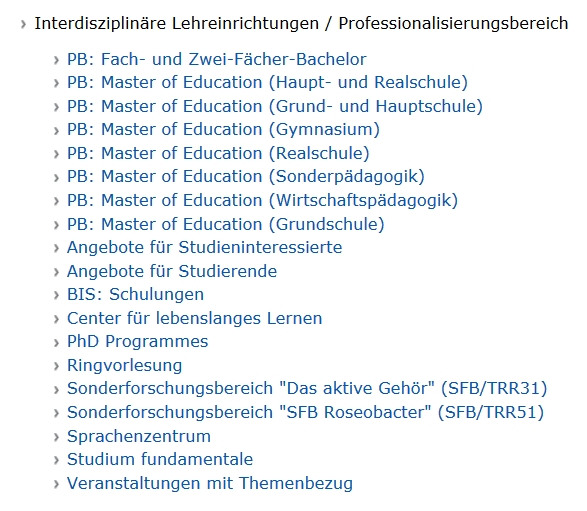 Interdisziplinäre Lehreinrichtungen / Professionalisierungsbereich
PB: Fach- und Zwei-Fächer-Bachelor
PB: Master of Education (Haupt- und Realschule)
PB: Master of Education (Grund- und Hauptschule)
PB: Master of Education (Gymnasium)
PB: Master of Education (Realschule)
PB: Master of Education (Sonderpädagogik)
PB: Master of Education (Wirtschaftspädagogik)
PB: Master of Education (Grundschule)
Angebote für Studieninteressierte
Angebote für Studierende
BIS: Schulungen
Center für lebenslanges Lernen
PhD Programmes
Ringvorlesung
Sonderforschungsbereich "Das aktive Gehör" (SFB/TRR31)
Sonderforschungsbereich "SFB Roseobacter" (SFB/TRR51)
Sprachenzentrum
Studium fundamentale
Veranstaltungen mit Themenbezug